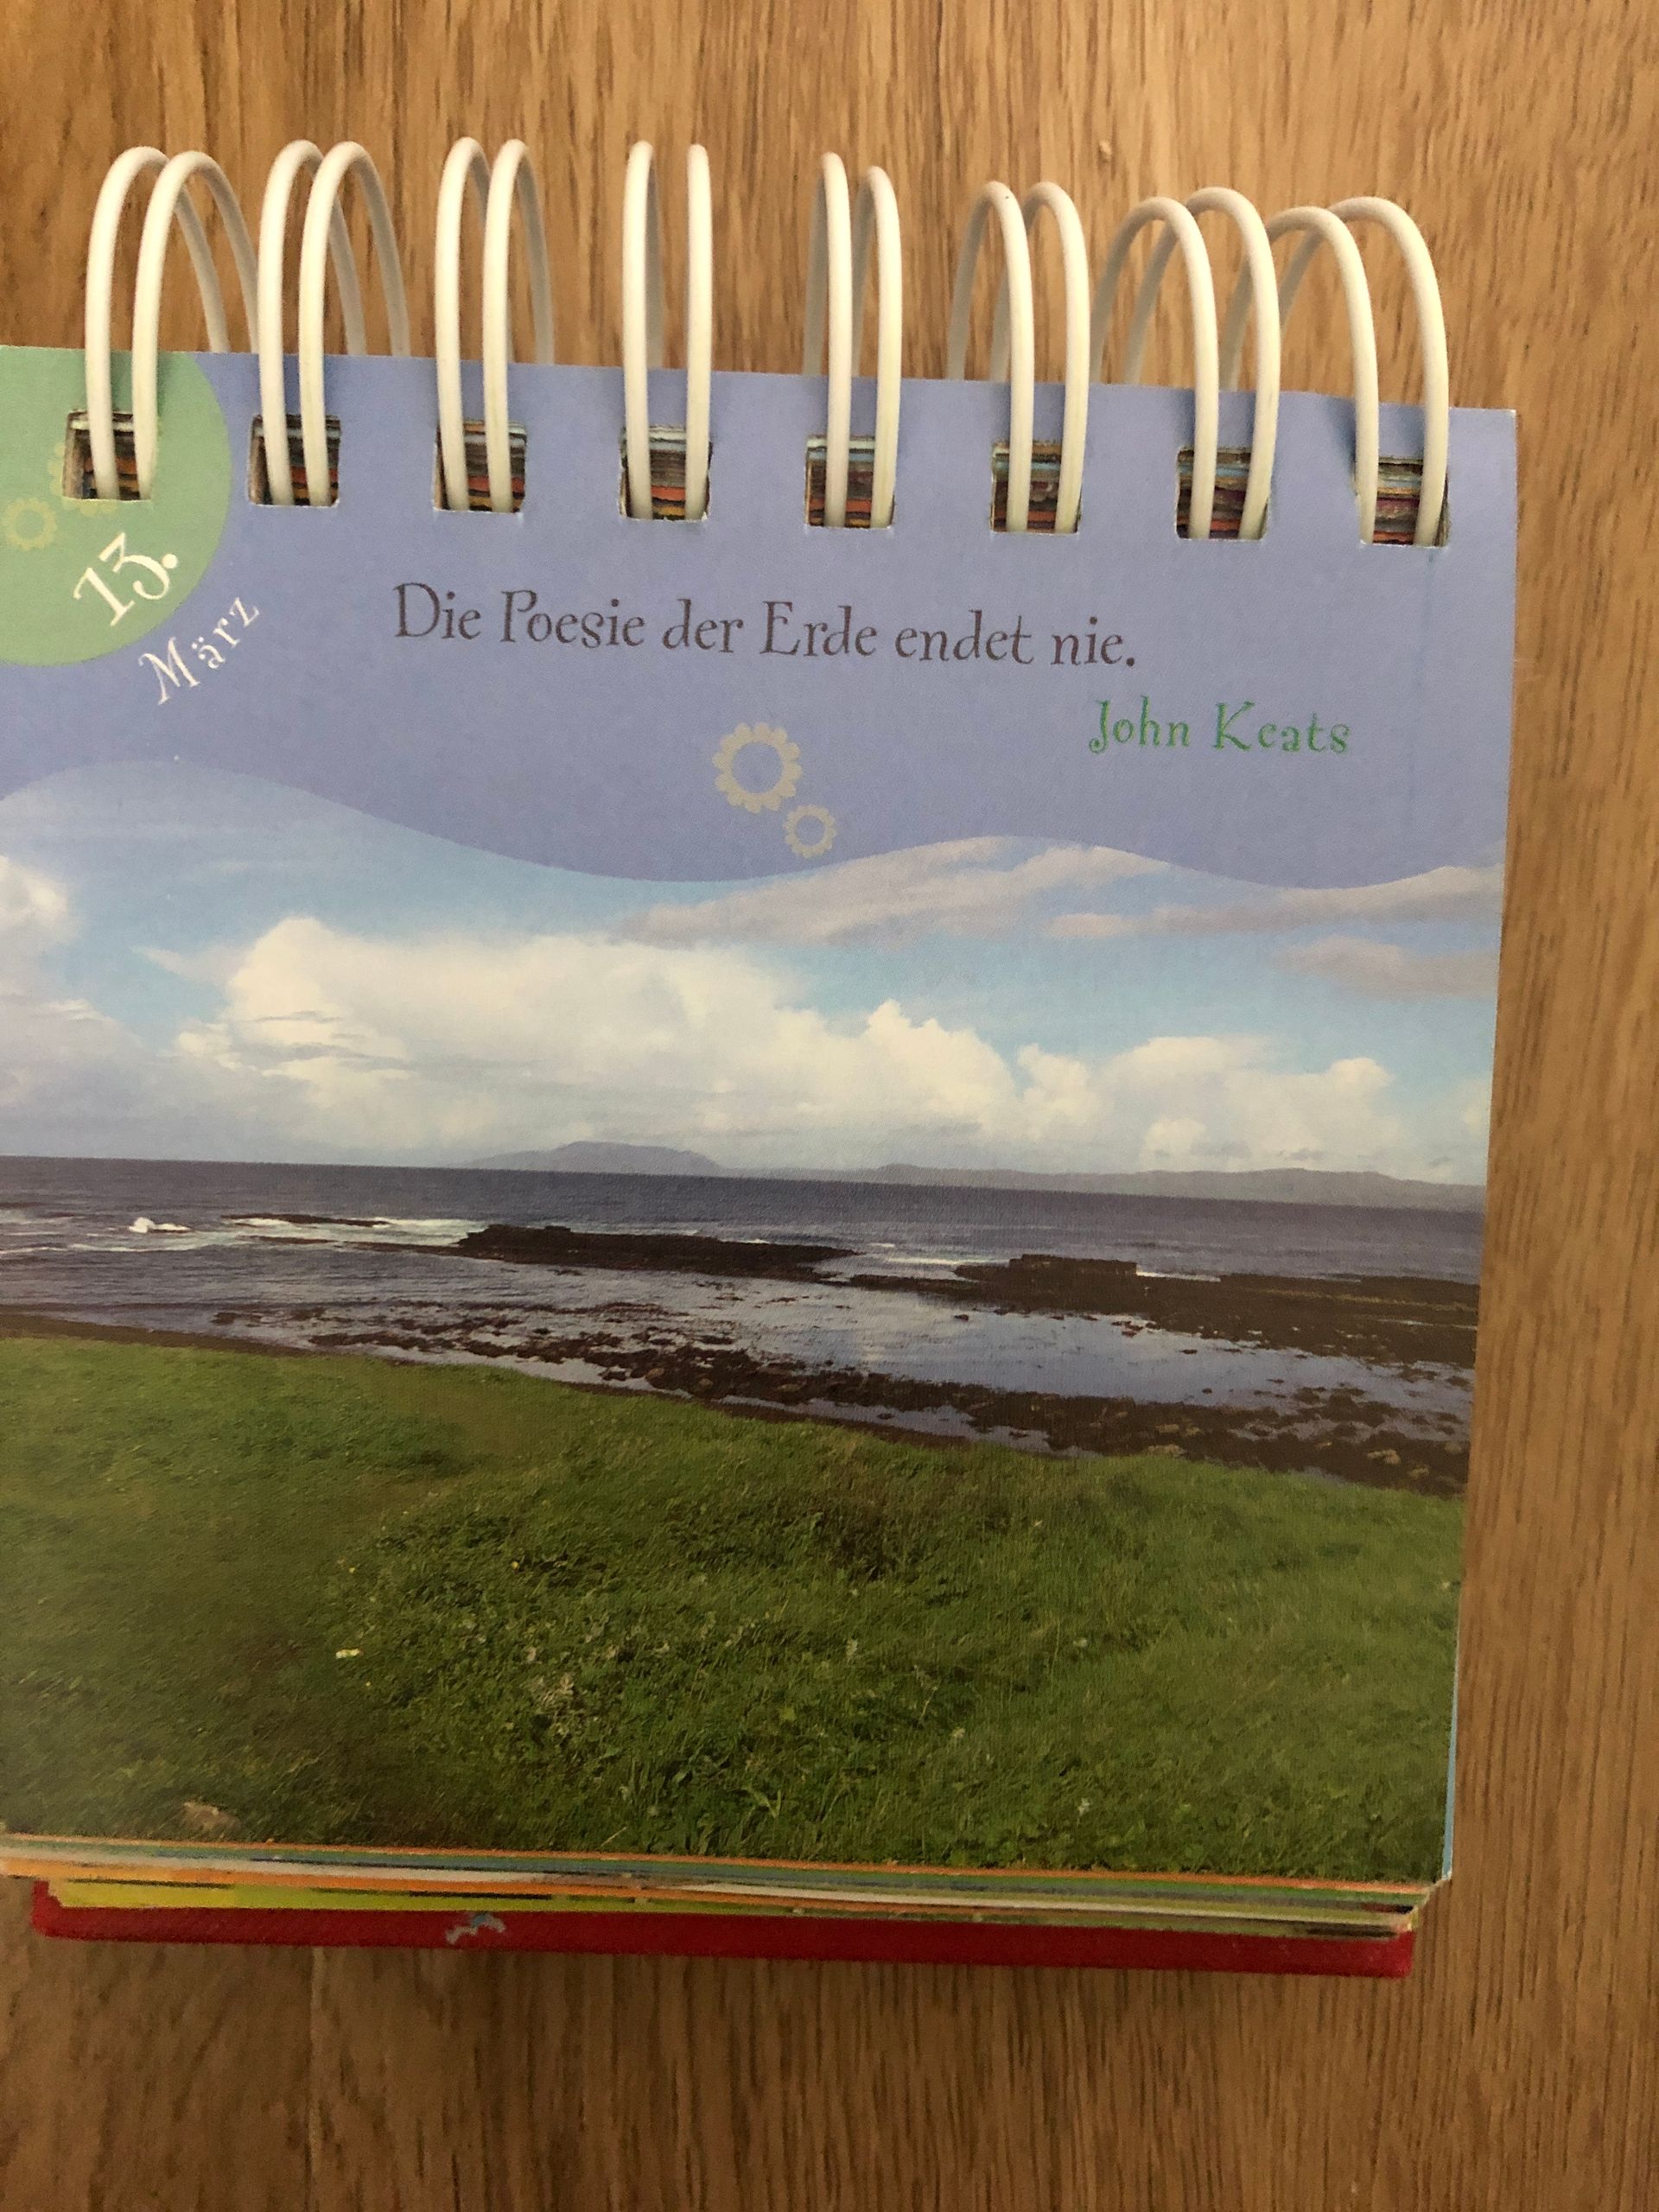 13.
März
Die Poesie der Erde endet nie.
John Keats